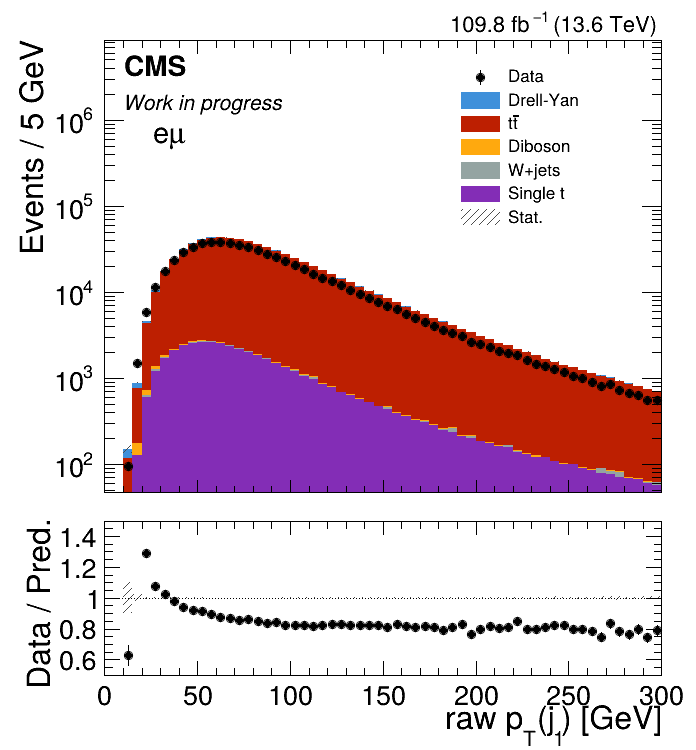 109.8 fb⁻¹ (13.6 TeV)
CMS
Work in progress
eμ
Data
Drell-Yan
tt̄
Diboson
W+jets
Single t
Stat.
Events / 5 GeV
10⁶
10⁵
10⁴
10³
10²
Data / Pred.
1.4
1.2
1
0.8
0.6
0 50 100 150 200 250 300
raw p_T(j_1) [GeV]